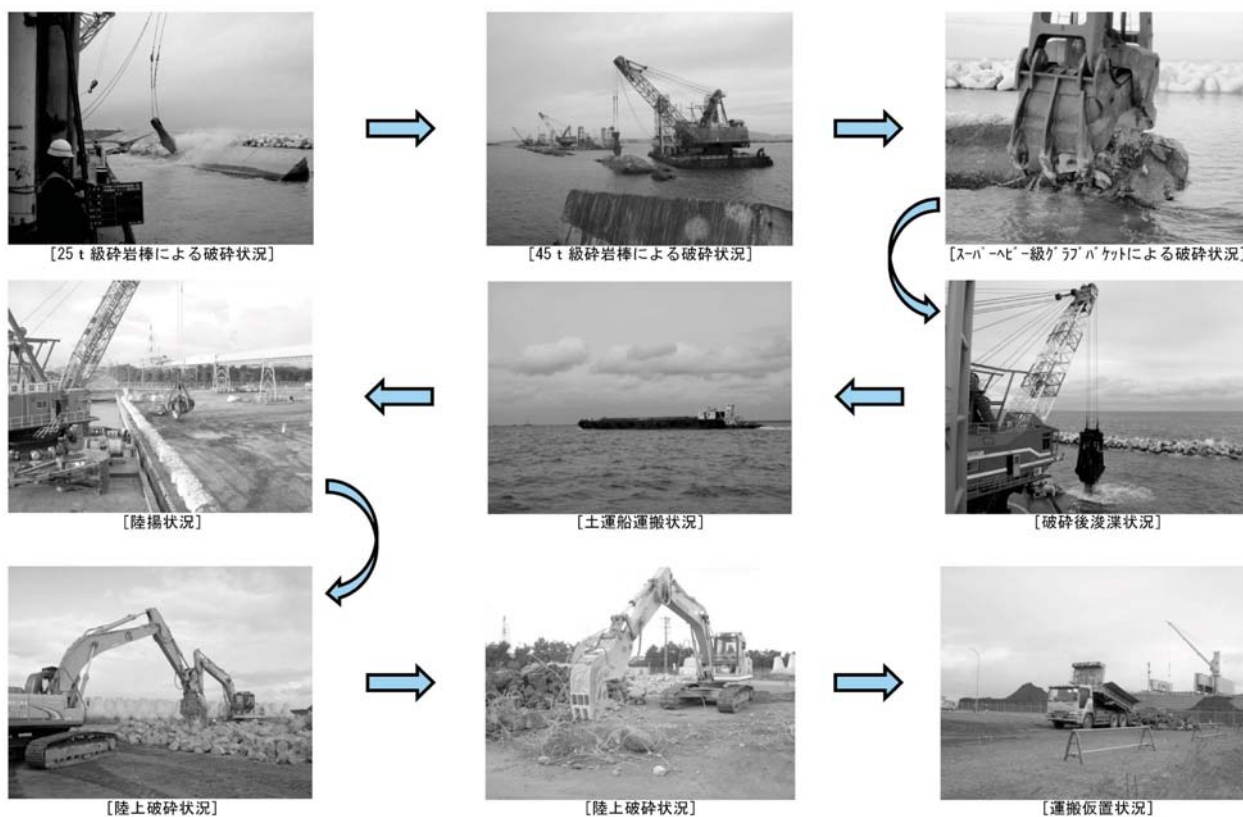 [25ｔ級砕岩棒による破砕状況]
[45ｔ級砕岩棒による破砕状況]
[ｽｰﾊﾟｰﾍﾋﾞｰ級ｸﾞﾗﾌﾞﾊﾞｹｯﾄによる破砕状況]
[破砕後浚渫状況]
[土運船運搬状況]
[陸揚状況]
[陸上破砕状況]
[陸上破砕状況]
[運搬仮置状況]